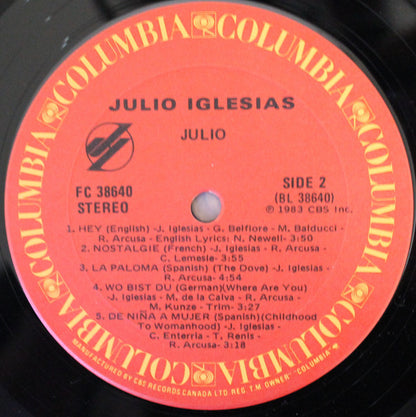 COLUMBIA COLUMBIA COLUMBIA COLUMBIA COLUMBIA COLUMBIA
JULIO IGLESIAS
JULIO
FC 38640
STEREO
SIDE 2
(BL 38640)
℗ 1983 CBS Inc.
1. HEY (English) -J. Iglesias - G. Belfiore - M. Balducci -
R. Arcusa - English Lyrics: N. Newell- 3:50
2. NOSTALGIE (French) -J. Iglesias - R. Arcusa -
C. Lemesle- 3:55
3. LA PALOMA (Spanish) (The Dove) -J. Iglesias -
R. Arcusa- 4:54
4. WO BIST DU (German)(Where Are You)
- J. Iglesias - M. de la Calva - R. Arcusa -
M. Kunze - Trim- 3:27
5. DE NIÑA A MUJER (Spanish)(Childhood
To Womanhood) -J. Iglesias -
C. Enterria - T. Renis -
R. Arcusa- 3:18
MANUFACTURED BY CBS RECORDS CANADA LTD. REG. T.M. OWNER -"COLUMBIA"